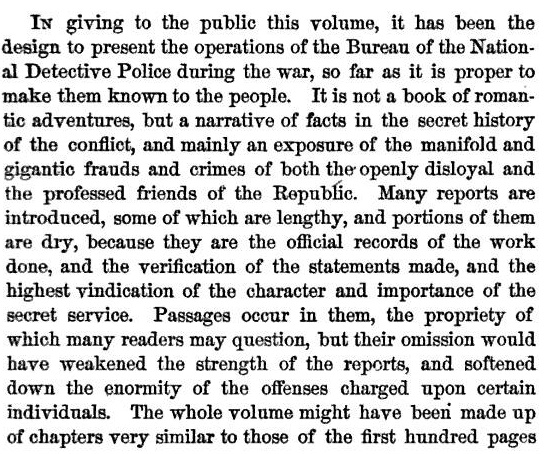 In giving to the public this volume, it has been the
design to present the operations of the Bureau of the Nation-
al Detective Police during the war, so far as it is proper to
make them known to the people. It is not a book of roman-
tic adventures, but a narrative of facts in the secret history
of the conflict, and mainly an exposure of the manifold and
gigantic frauds and crimes of both the openly disloyal and
the professed friends of the Republic. Many reports are
introduced, some of which are lengthy, and portions of them
are dry, because they are the official records of the work
done, and the verification of the statements made, and the
highest vindication of the character and importance of the
secret service. Passages occur in them, the propriety of
which many readers may question, but their omission would
have weakened the strength of the reports, and softened
down the enormity of the offenses charged upon certain
individuals. The whole volume might have been made up
of chapters very similar to those of the first hundred pages